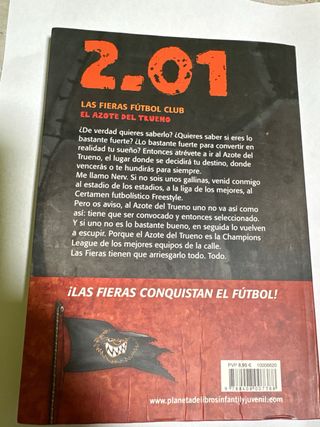 2.01
LAS FIERAS FÚTBOL CLUB
EL AZOTE DEL TRUENO
¿De verdad quieres saberlo? ¿Quieres saber si eres lo
bastante fuerte? ¿Lo bastante fuerte para convertir en
realidad tu sueño? Entonces atrévete a ir al Azote del
Trueno, el lugar donde se decidirá tu destino, donde
vencerás o te hundirás para siempre.
Me llamo Nerv. Si no sois unos gallinas, venid conmigo
al estadio de los estadios, a la liga de los mejores, al
Certamen futbolístico Freestyle.
Pero os aviso, al Azote del Trueno uno no va así como
así: tiene que ser convocado y entonces seleccionado.
Y si uno no es lo bastante bueno, en seguida lo vuelven
a escupir. Porque el Azote del Trueno es la Champions
League de los mejores equipos de la calle.
Las Fieras tienen que arriesgarlo todo. Todo.
¡LAS FIERAS CONQUISTAN EL FÚTBOL!
PVP 8,95 € 10008620
www.planetadelibrosinfantilyjuvenil.com